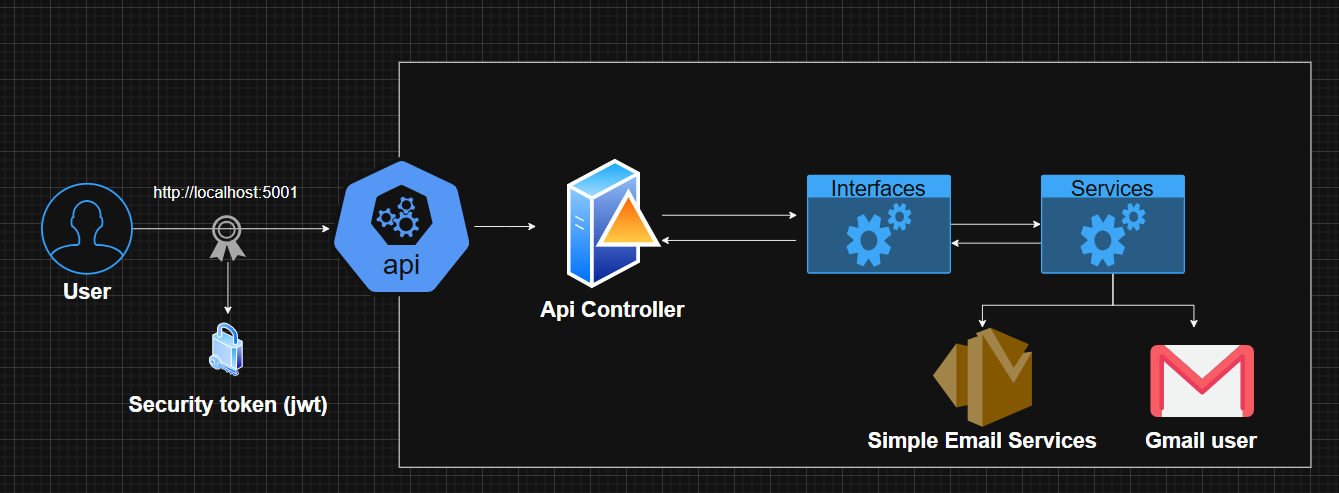 http://localhost:5001
User
Security token (jwt)
api
Api Controller
Interfaces
Services
Simple Email Services
Gmail user